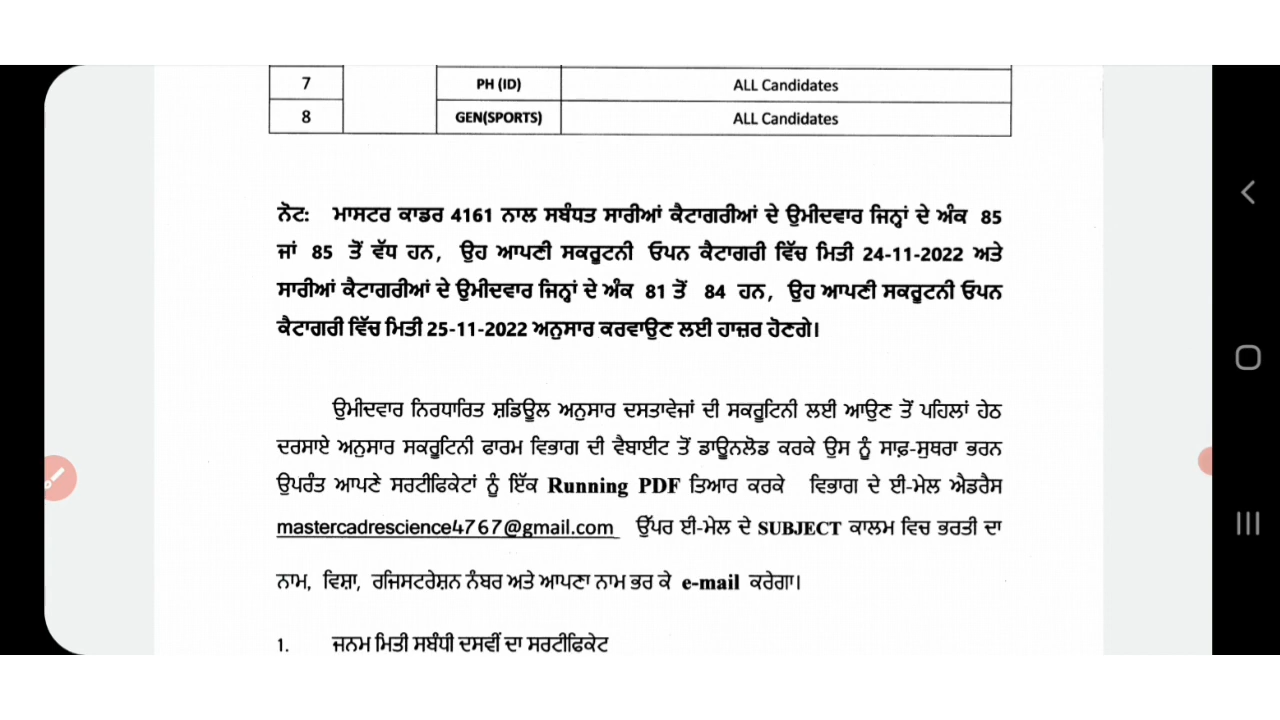 7 PH (ID) ALL Candidates
8 GEN(SPORTS) ALL Candidates
ਨੋਟ: ਮਾਸਟਰ ਕਾਡਰ 4161 ਨਾਲ ਸਬੰਧਤ ਸਾਰੀਆਂ ਕੈਟਾਗਰੀਆਂ ਦੇ ਉਮੀਦਵਾਰ ਜਿਨ੍ਹਾਂ ਦੇ ਅੰਕ 85
ਜਾਂ 85 ਤੋਂ ਵੱਧ ਹਨ, ਉਹ ਆਪਣੀ ਸਕਰੂਟਨੀ ਓਪਨ ਕੈਟਾਗਰੀ ਵਿੱਚ ਮਿਤੀ 24-11-2022 ਅਤੇ
ਸਾਰੀਆਂ ਕੈਟਾਗਰੀਆਂ ਦੇ ਉਮੀਦਵਾਰ ਜਿਨ੍ਹਾਂ ਦੇ ਅੰਕ 81 ਤੋਂ 84 ਹਨ, ਉਹ ਆਪਣੀ ਸਕਰੂਟਨੀ ਓਪਨ
ਕੈਟਾਗਰੀ ਵਿੱਚ ਮਿਤੀ 25-11-2022 ਅਨੁਸਾਰ ਕਰਵਾਉਣ ਲਈ ਹਾਜ਼ਰ ਹੋਣਗੇ।
ਉਮੀਦਵਾਰ ਨਿਰਧਾਰਿਤ ਸ਼ਡਿਊਲ ਅਨੁਸਾਰ ਦਸਤਾਵੇਜਾਂ ਦੀ ਸਕਰੂਟਿਨੀ ਲਈ ਆਉਣ ਤੋਂ ਪਹਿਲਾਂ ਹੇਠ
ਦਰਸਾਏ ਅਨੁਸਾਰ ਸਕਰੂਟਿਨੀ ਫਾਰਮ ਵਿਭਾਗ ਦੀ ਵੈਬਾਈਟ ਤੋਂ ਡਾਊਨਲੋਡ ਕਰਕੇ ਉਸ ਨੂੰ ਸਾਫ਼-ਸੁਥਰਾ ਭਰਨ
ਉਪਰੰਤ ਆਪਣੇ ਸਰਟੀਫਿਕੇਟਾਂ ਨੂੰ ਇੱਕ Running PDF ਤਿਆਰ ਕਰਕੇ ਵਿਭਾਗ ਦੇ ਈ-ਮੇਲ ਐਡਰੈਸ
mastercadrescience4767@gmail.com ਉੱਪਰ ਈ-ਮੇਲ ਦੇ SUBJECT ਕਾਲਮ ਵਿਚ ਭਰਤੀ ਦਾ
ਨਾਮ, ਵਿਸ਼ਾ, ਰਜਿਸਟਰੇਸ਼ਨ ਨੰਬਰ ਅਤੇ ਆਪਣਾ ਨਾਮ ਭਰ ਕੇ e-mail ਕਰੇਗਾ।
1. ਜਨਮ ਮਿਤੀ ਸਬੰਧੀ ਦਸਵੀਂ ਦਾ ਸਰਟੀਫਿਕੇਟ